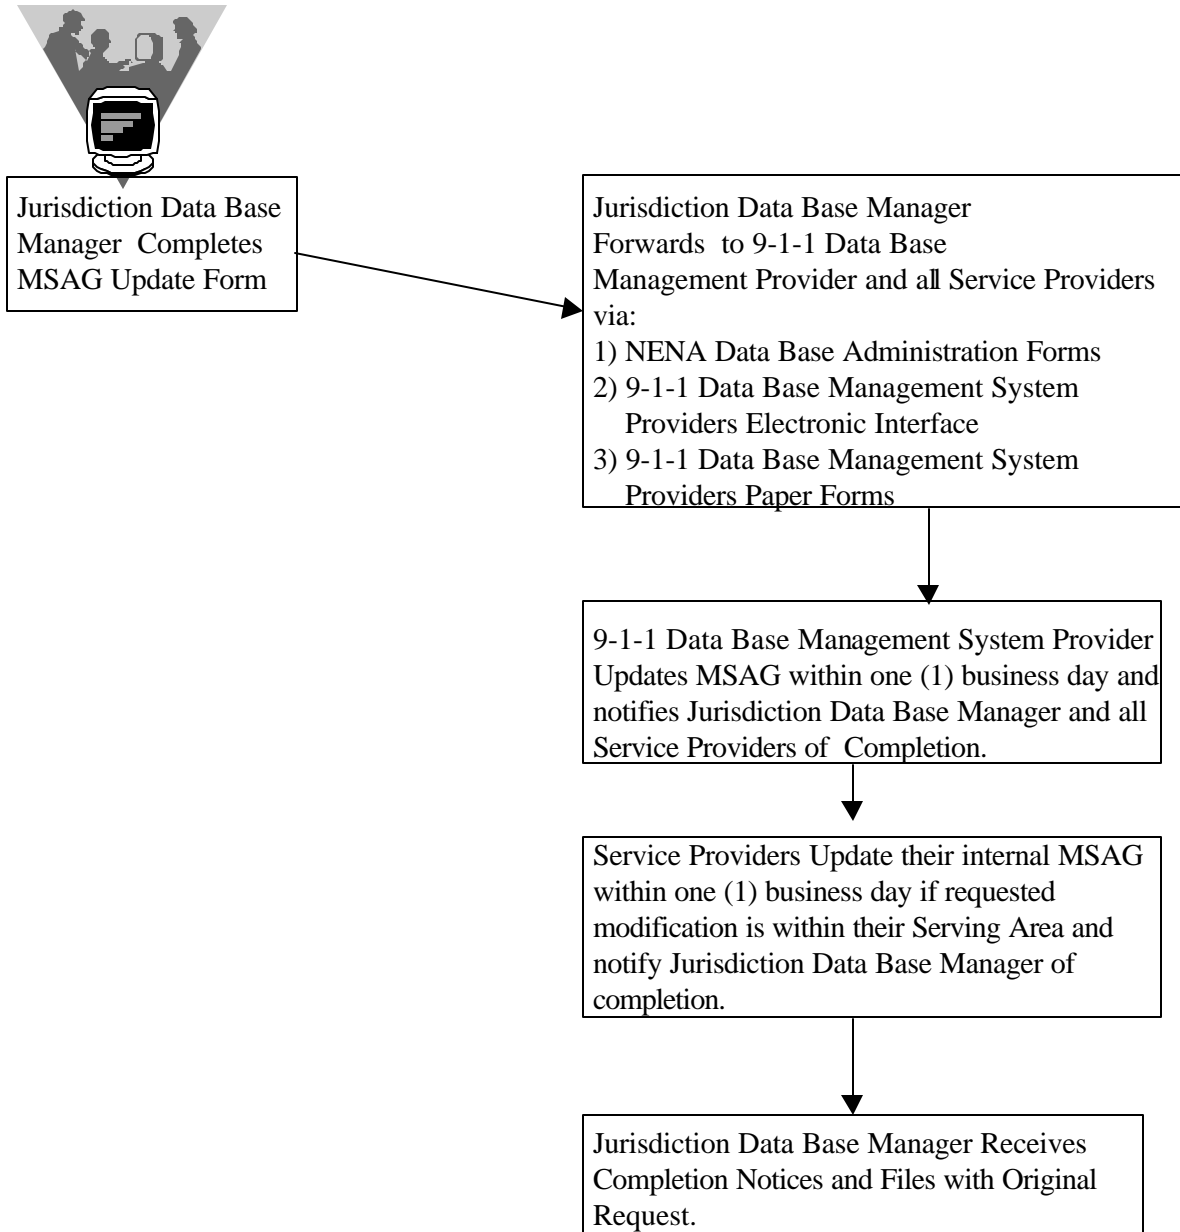 Jurisdiction Data Base
Manager Completes
MSAG Update Form
Jurisdiction Data Base Manager
Forwards to 9-1-1 Data Base
Management Provider and all Service Providers
via:
1) NENA Data Base Administration Forms
2) 9-1-1 Data Base Management System
Providers Electronic Interface
3) 9-1-1 Data Base Management System
Providers Paper Forms
9-1-1 Data Base Management System Provider
Updates MSAG within one (1) business day and
notifies Jurisdiction Data Base Manager and all
Service Providers of Completion.
Service Providers Update their internal MSAG
within one (1) business day if requested
modification is within their Serving Area and
notify Jurisdiction Data Base Manager of
completion.
Jurisdiction Data Base Manager Receives
Completion Notices and Files with Original
Request.